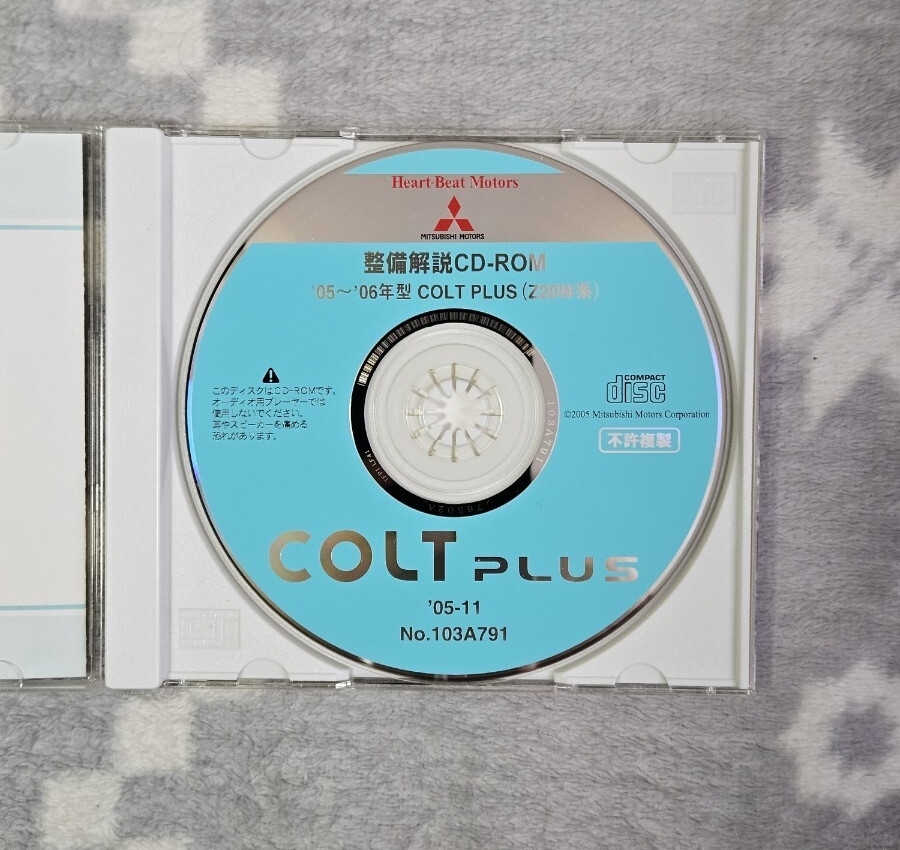 Heart-Beat Motors
MITSUBISHI MOTORS
整備解説CD-ROM
'05〜'06年型 COLT PLUS(Z20W系)
このディスクはCD-ROMです。
オーディオ用プレーヤーでは
使用しないでください。
耳やスピーカーを痛める
恐れがあります。
COMPACT
disc
©2005 Mitsubishi Motors Corporation
不許複製
103A791
COLT PLUS
'05-11
No.103A791